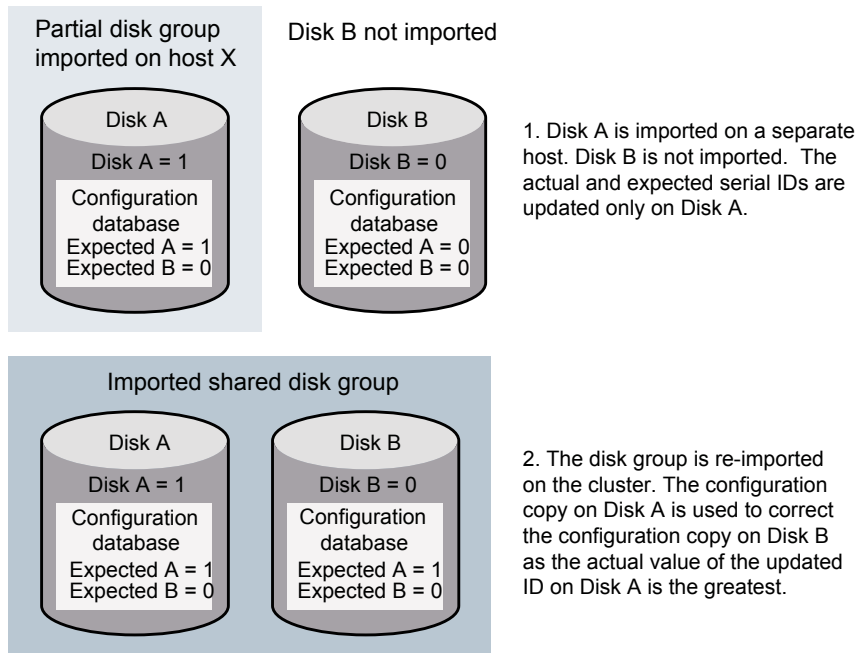 Partial disk group
imported on host X
Disk B not imported
Disk A
Disk A = 1
Configuration
database
Expected A = 1
Expected B = 0
Disk B
Disk B = 0
Configuration
database
Expected A = 0
Expected B = 0
1. Disk A is imported on a separate
host. Disk B is not imported. The
actual and expected serial IDs are
updated only on Disk A.
Imported shared disk group
Disk A
Disk A = 1
Configuration
database
Expected A = 1
Expected B = 0
Disk B
Disk B = 0
Configuration
database
Expected A = 1
Expected B = 0
2. The disk group is re-imported
on the cluster. The configuration
copy on Disk A is used to correct
the configuration copy on Disk B
as the actual value of the updated
ID on Disk A is the greatest.